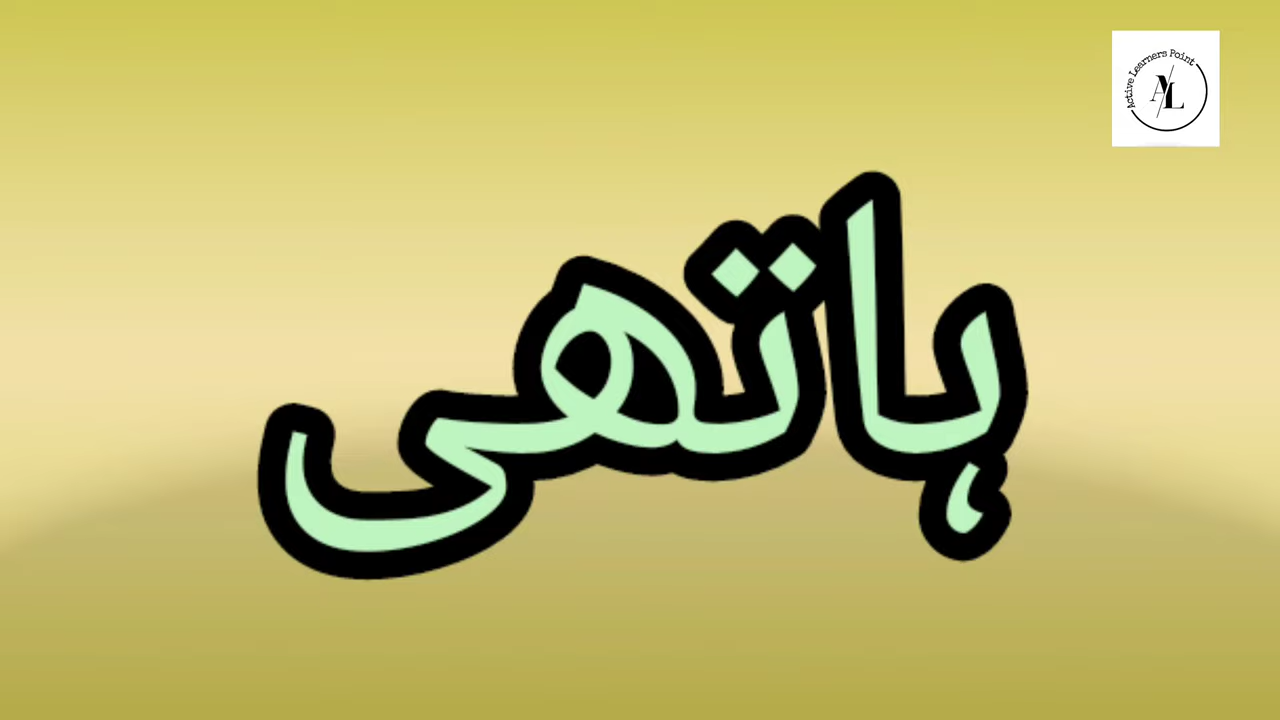 Active Learners Point
AL
ہاتھی